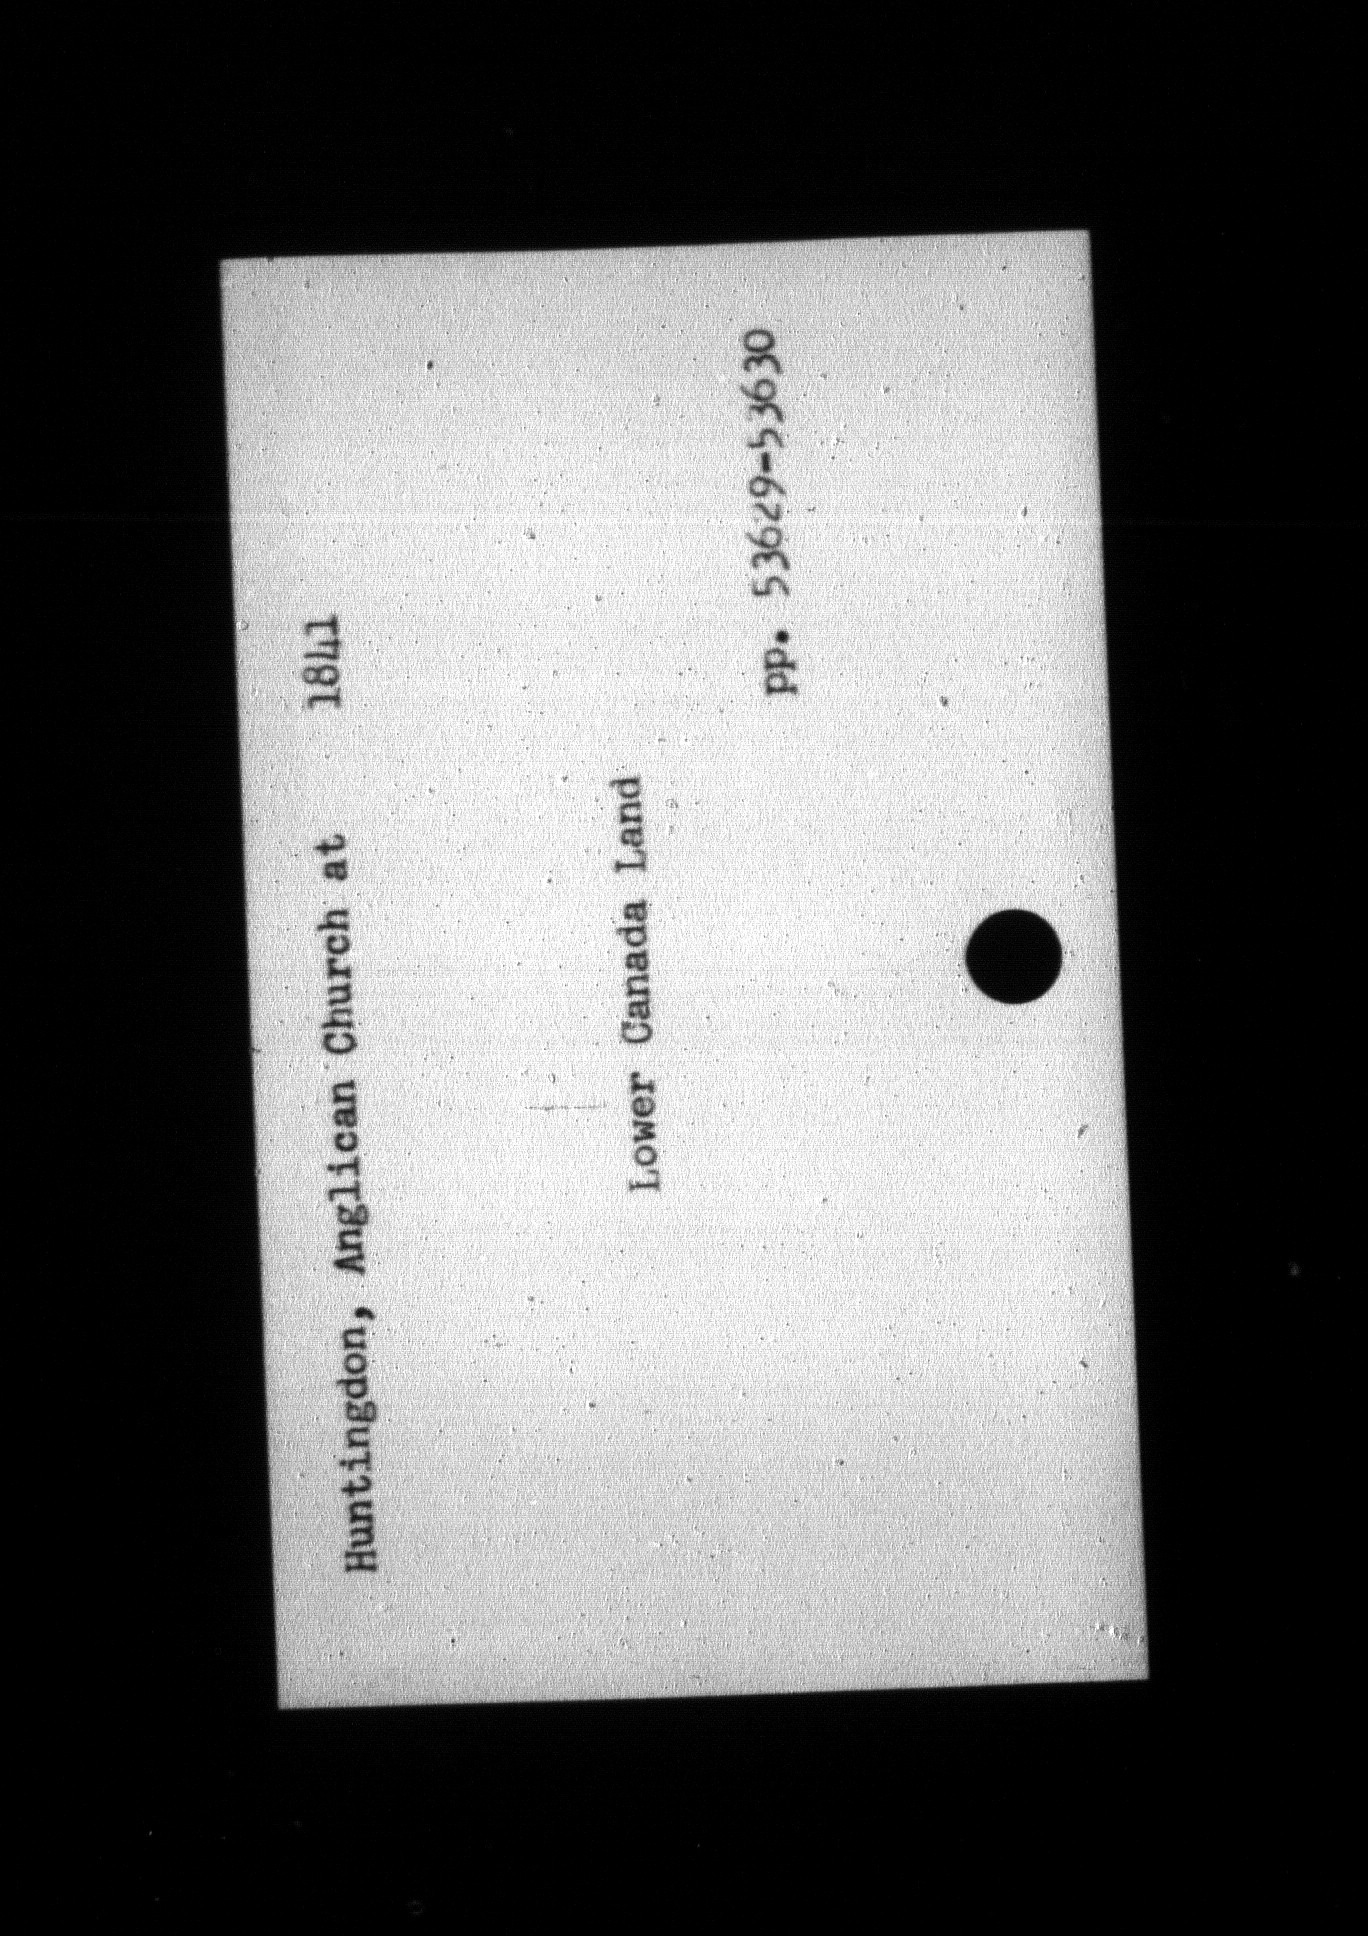 Huntingdon, Anglican Church at 1841
Lower Canada Land
pp. 53629-53630